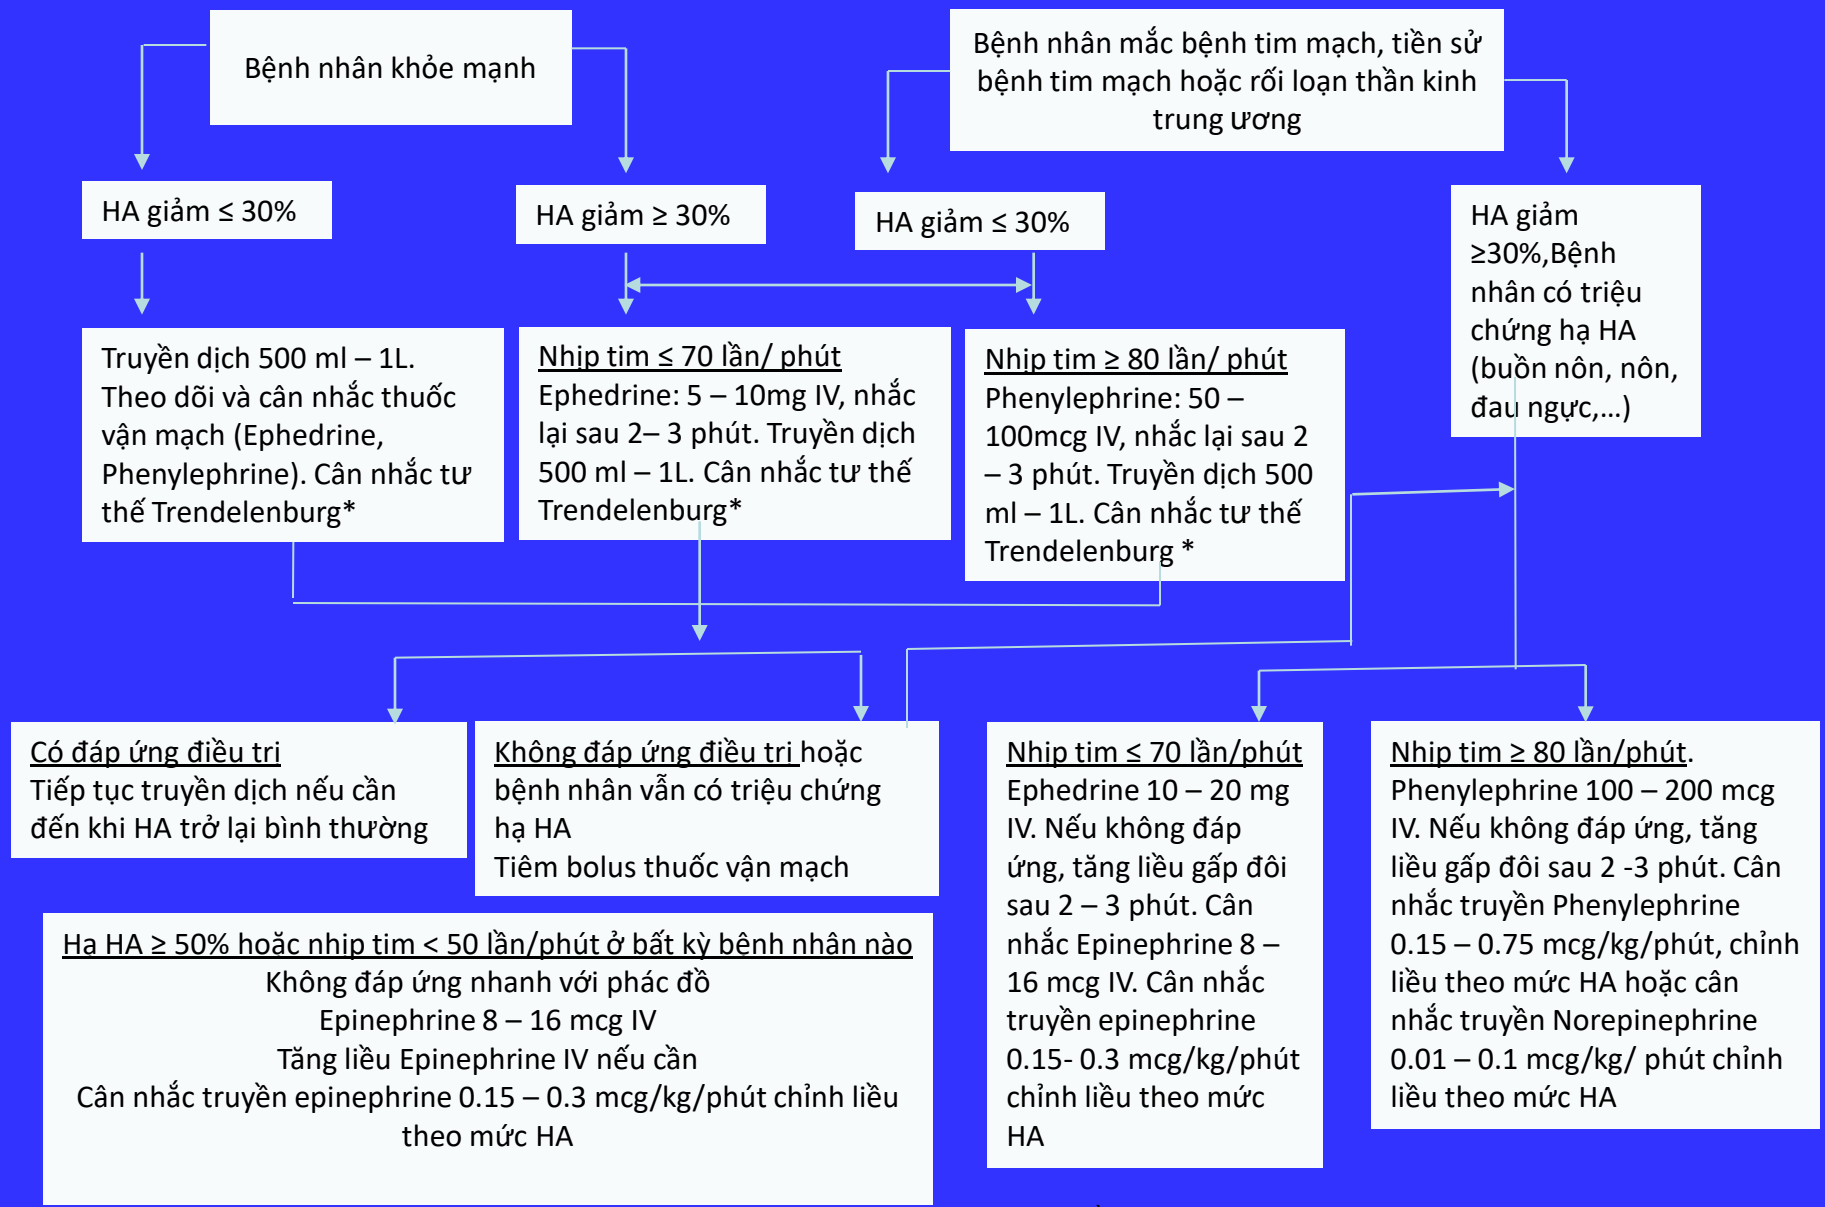 Bệnh nhân khỏe mạnh
Bệnh nhân mắc bệnh tim mạch, tiền sử
bệnh tim mạch hoặc rối loạn thần kinh
trung ương
HA giảm ≤ 30%
HA giảm ≥ 30%
HA giảm ≤ 30%
HA giảm
≥30%,Bệnh
nhân có triệu
chứng hạ HA
(buồn nôn, nôn,
đau ngực,...)
Truyền dịch 500 ml – 1L.
Theo dõi và cân nhắc thuốc
vận mạch (Ephedrine,
Phenylephrine). Cân nhắc tư
thế Trendelenburg*
Nhịp tim ≤ 70 lần/ phút
Ephedrine: 5 – 10mg IV, nhắc
lại sau 2– 3 phút. Truyền dịch
500 ml – 1L. Cân nhắc tư thế
Trendelenburg*
Nhịp tim ≥ 80 lần/ phút
Phenylephrine: 50 –
100mcg IV, nhắc lại sau 2
– 3 phút. Truyền dịch 500
ml – 1L. Cân nhắc tư thế
Trendelenburg *
Có đáp ứng điều trị
Tiếp tục truyền dịch nếu cần
đến khi HA trở lại bình thường
Không đáp ứng điều trị hoặc
bệnh nhân vẫn có triệu chứng
hạ HA
Tiêm bolus thuốc vận mạch
Nhịp tim ≤ 70 lần/phút
Ephedrine 10 – 20 mg
IV. Nếu không đáp
ứng, tăng liều gấp đôi
sau 2 – 3 phút. Cân
nhắc Epinephrine 8 –
16 mcg IV. Cân nhắc
truyền epinephrine
0.15- 0.3 mcg/kg/phút
chỉnh liều theo mức
HA
Nhịp tim ≥ 80 lần/phút.
Phenylephrine 100 – 200 mcg
IV. Nếu không đáp ứng, tăng
liều gấp đôi sau 2 -3 phút. Cân
nhắc truyền Phenylephrine
0.15 – 0.75 mcg/kg/phút, chỉnh
liều theo mức HA hoặc cân
nhắc truyền Norepinephrine
0.01 – 0.1 mcg/kg/ phút chỉnh
liều theo mức HA
Hạ HA ≥ 50% hoặc nhịp tim < 50 lần/phút ở bất kỳ bệnh nhân nào
Không đáp ứng nhanh với phác đồ
Epinephrine 8 – 16 mcg IV
Tăng liều Epinephrine IV nếu cần
Cân nhắc truyền epinephrine 0.15 – 0.3 mcg/kg/phút chỉnh liều
theo mức HA